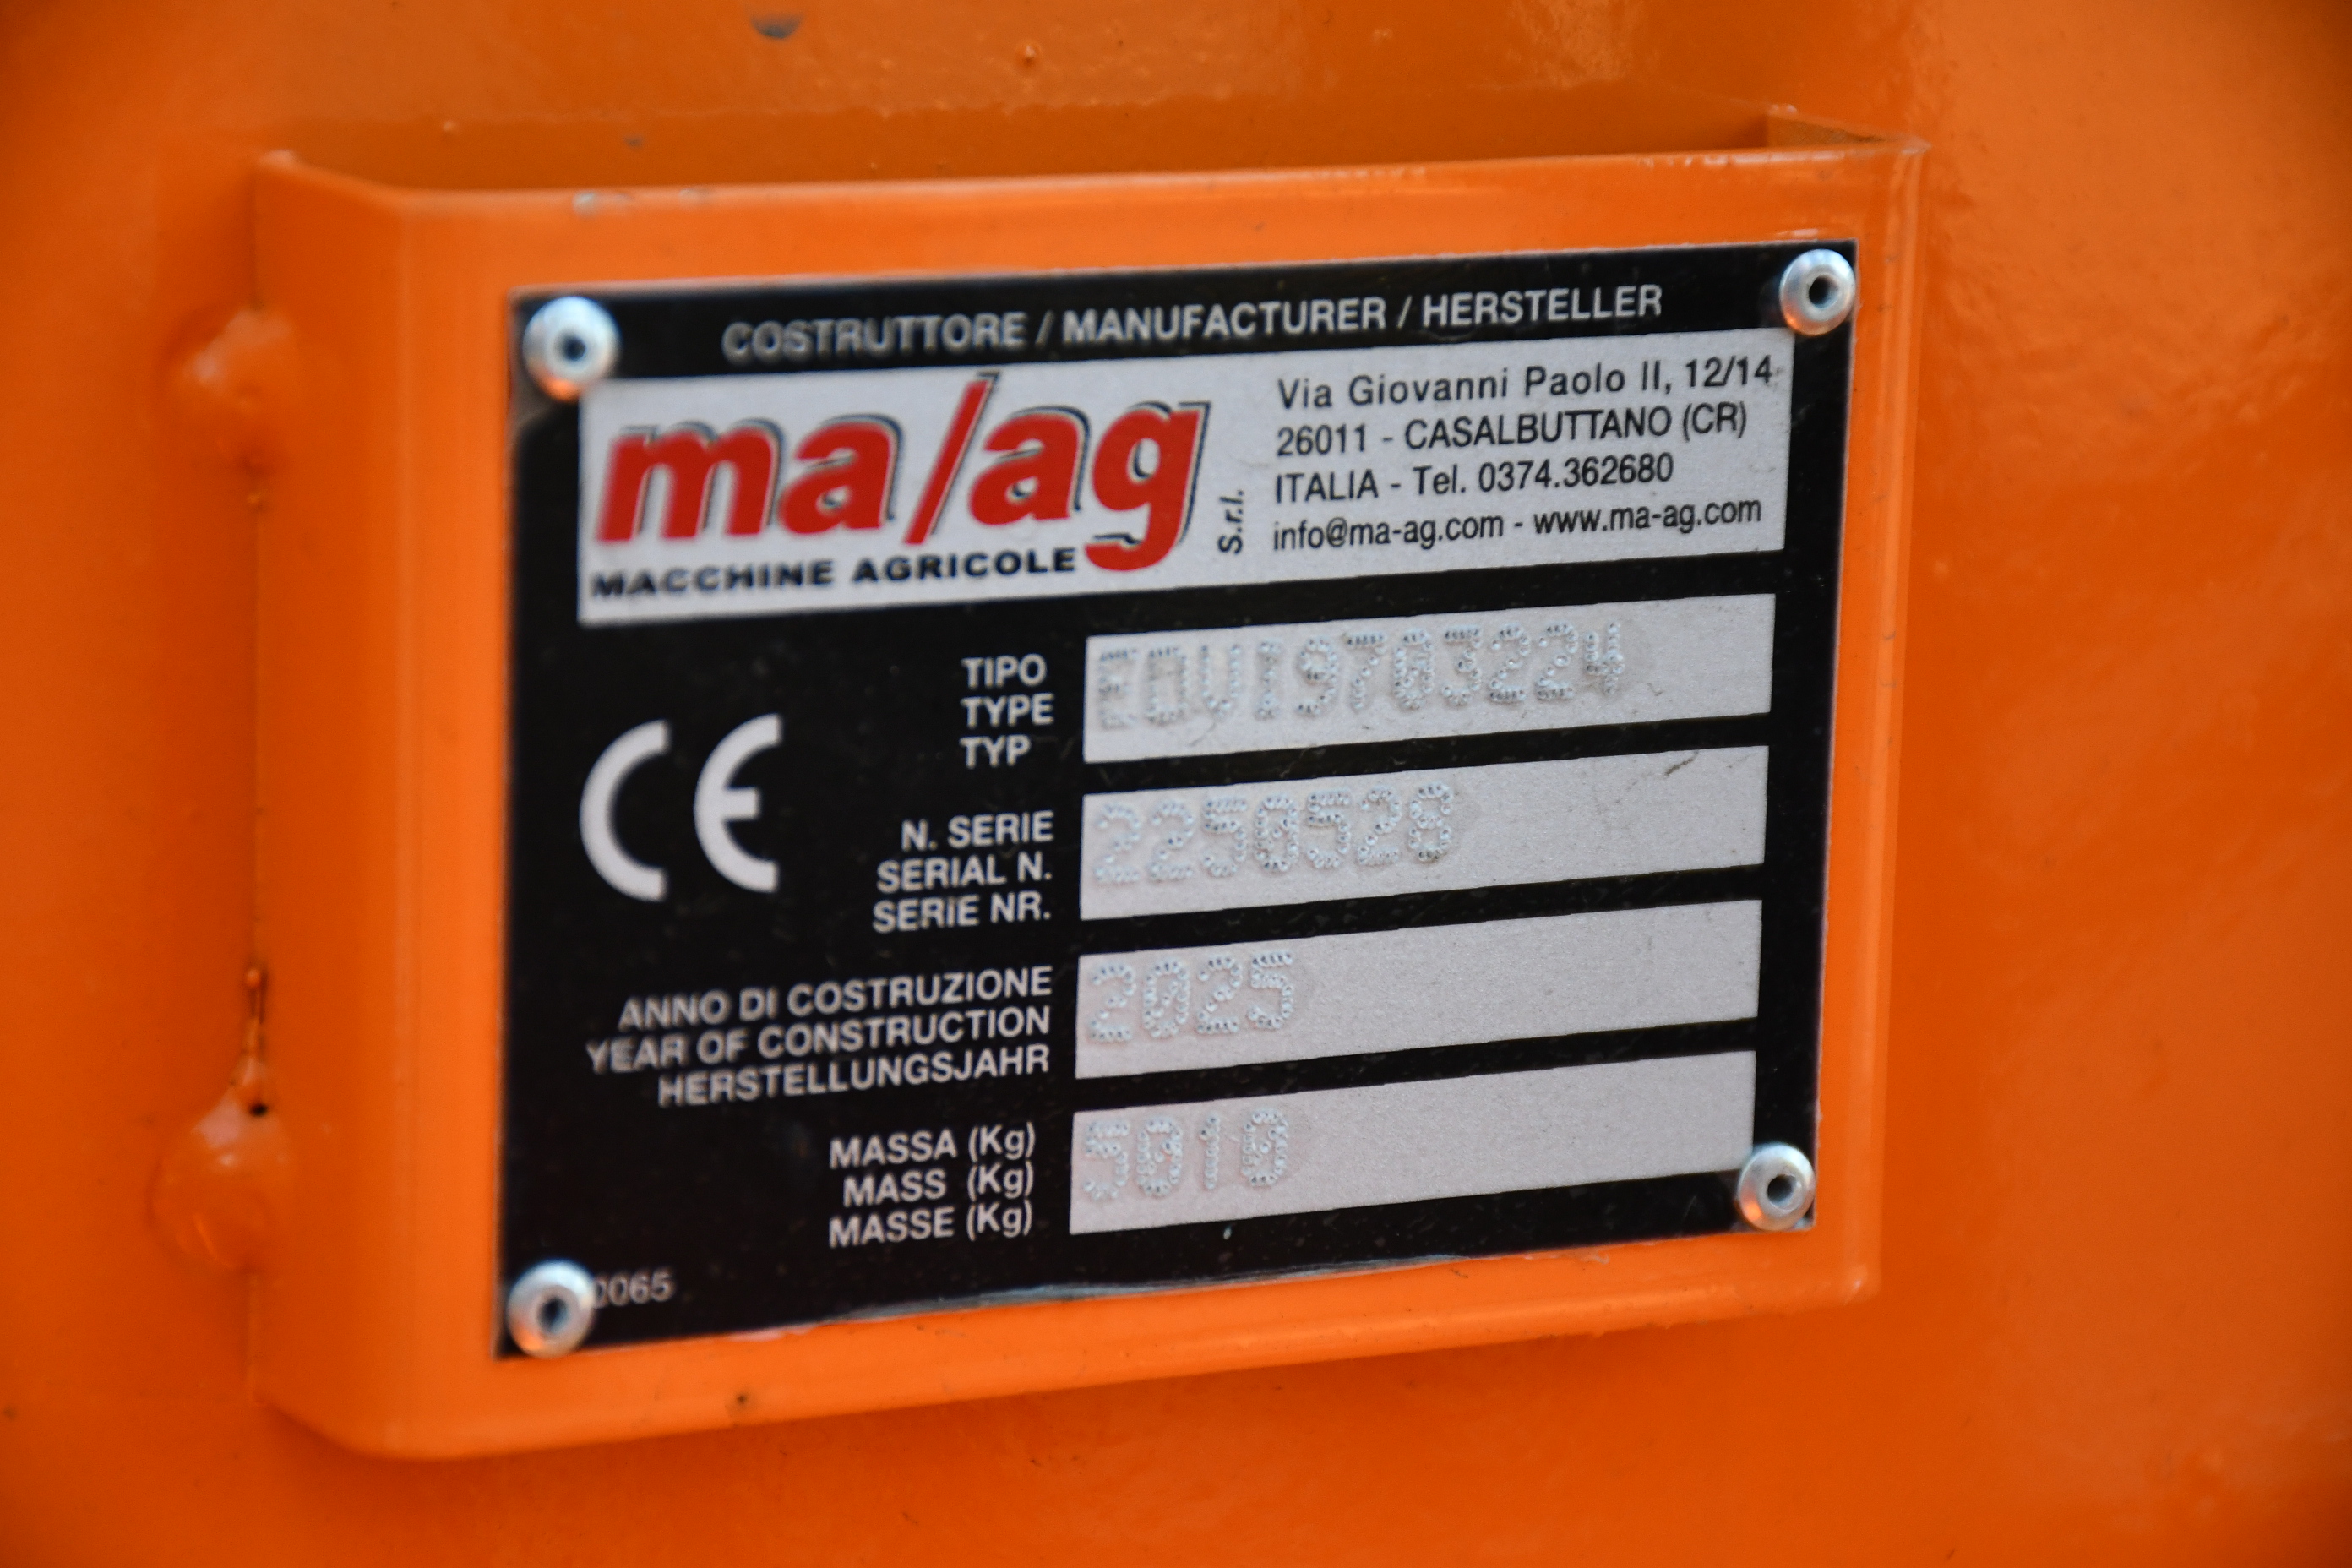 COSTRUTTORE / MANUFACTURER / HERSTELLER
ma/ag
MACCHINE AGRICOLE
S.r.l.
Via Giovanni Paolo II, 12/14
26011 - CASALBUTTANO (CR)
ITALIA - Tel. 0374.362680
info@ma-ag.com - www.ma-ag.com
CE
TIPO
TYPE
TYP
EQUI9703224
N. SERIE
SERIAL N.
SERIE NR.
2250528
ANNO DI COSTRUZIONE
YEAR OF CONSTRUCTION
HERSTELLUNGSJAHR
2025
MASSA (Kg)
MASS (Kg)
MASSE (Kg)
5010
0065